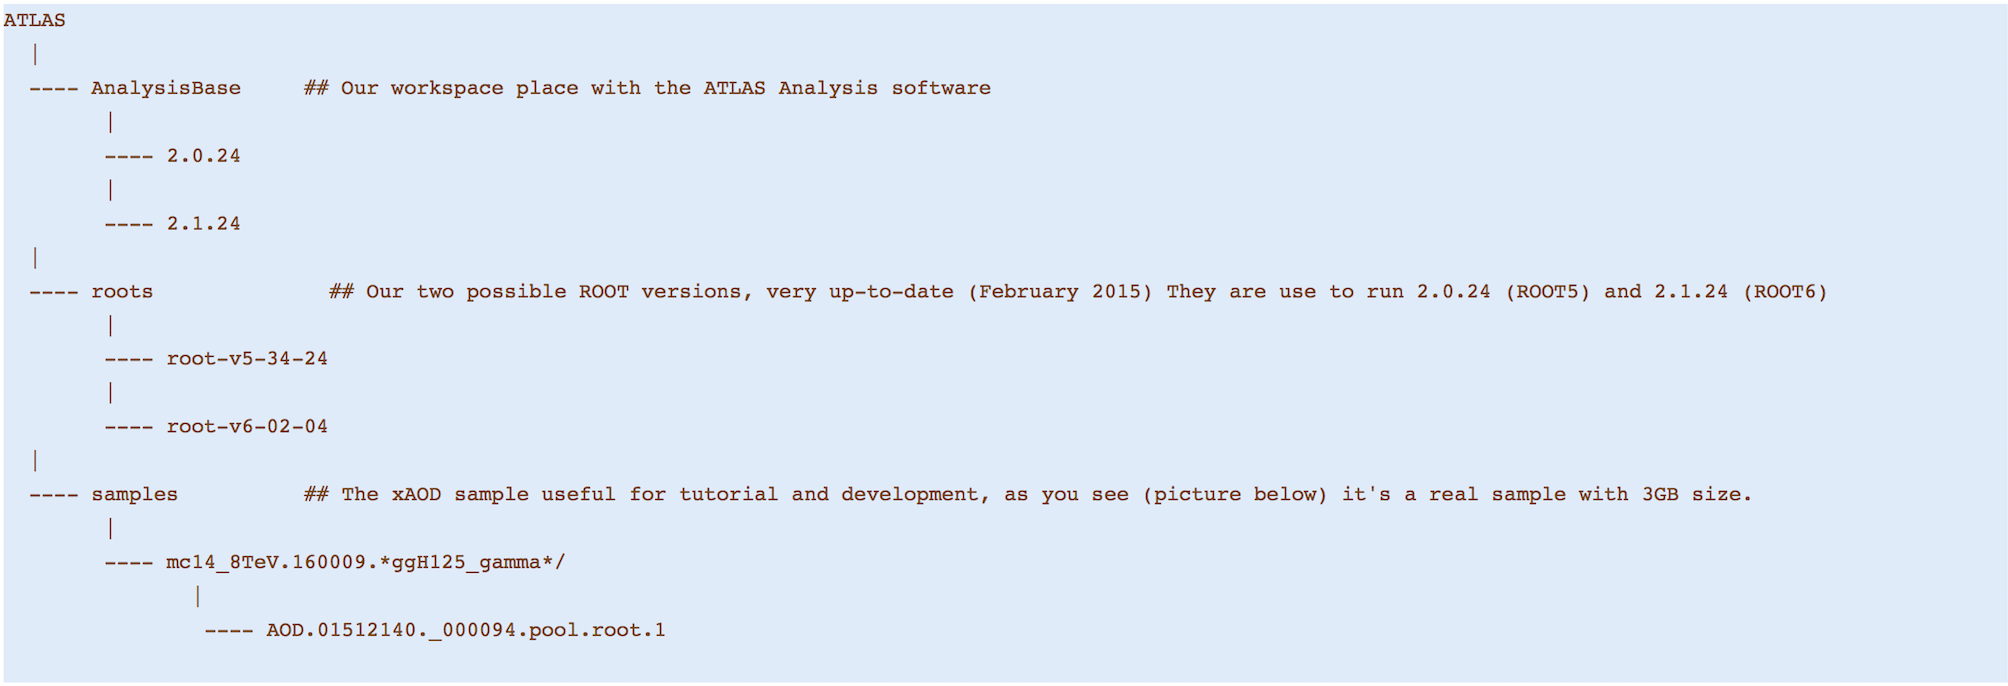 ATLAS
|
---- AnalysisBase     ## Our workspace place with the ATLAS Analysis software
|
---- 2.0.24
|
---- 2.1.24
|
---- roots              ## Our two possible ROOT versions, very up-to-date (February 2015) They are use to run 2.0.24 (ROOT5) and 2.1.24 (ROOT6)
|
---- root-v5-34-24
|
---- root-v6-02-04
|
---- samples          ## The xAOD sample useful for tutorial and development, as you see (picture below) it's a real sample with 3GB size.
|
---- mc14_8TeV.160009.*ggH125_gamma*/
|
---- AOD.01512140._000094.pool.root.1